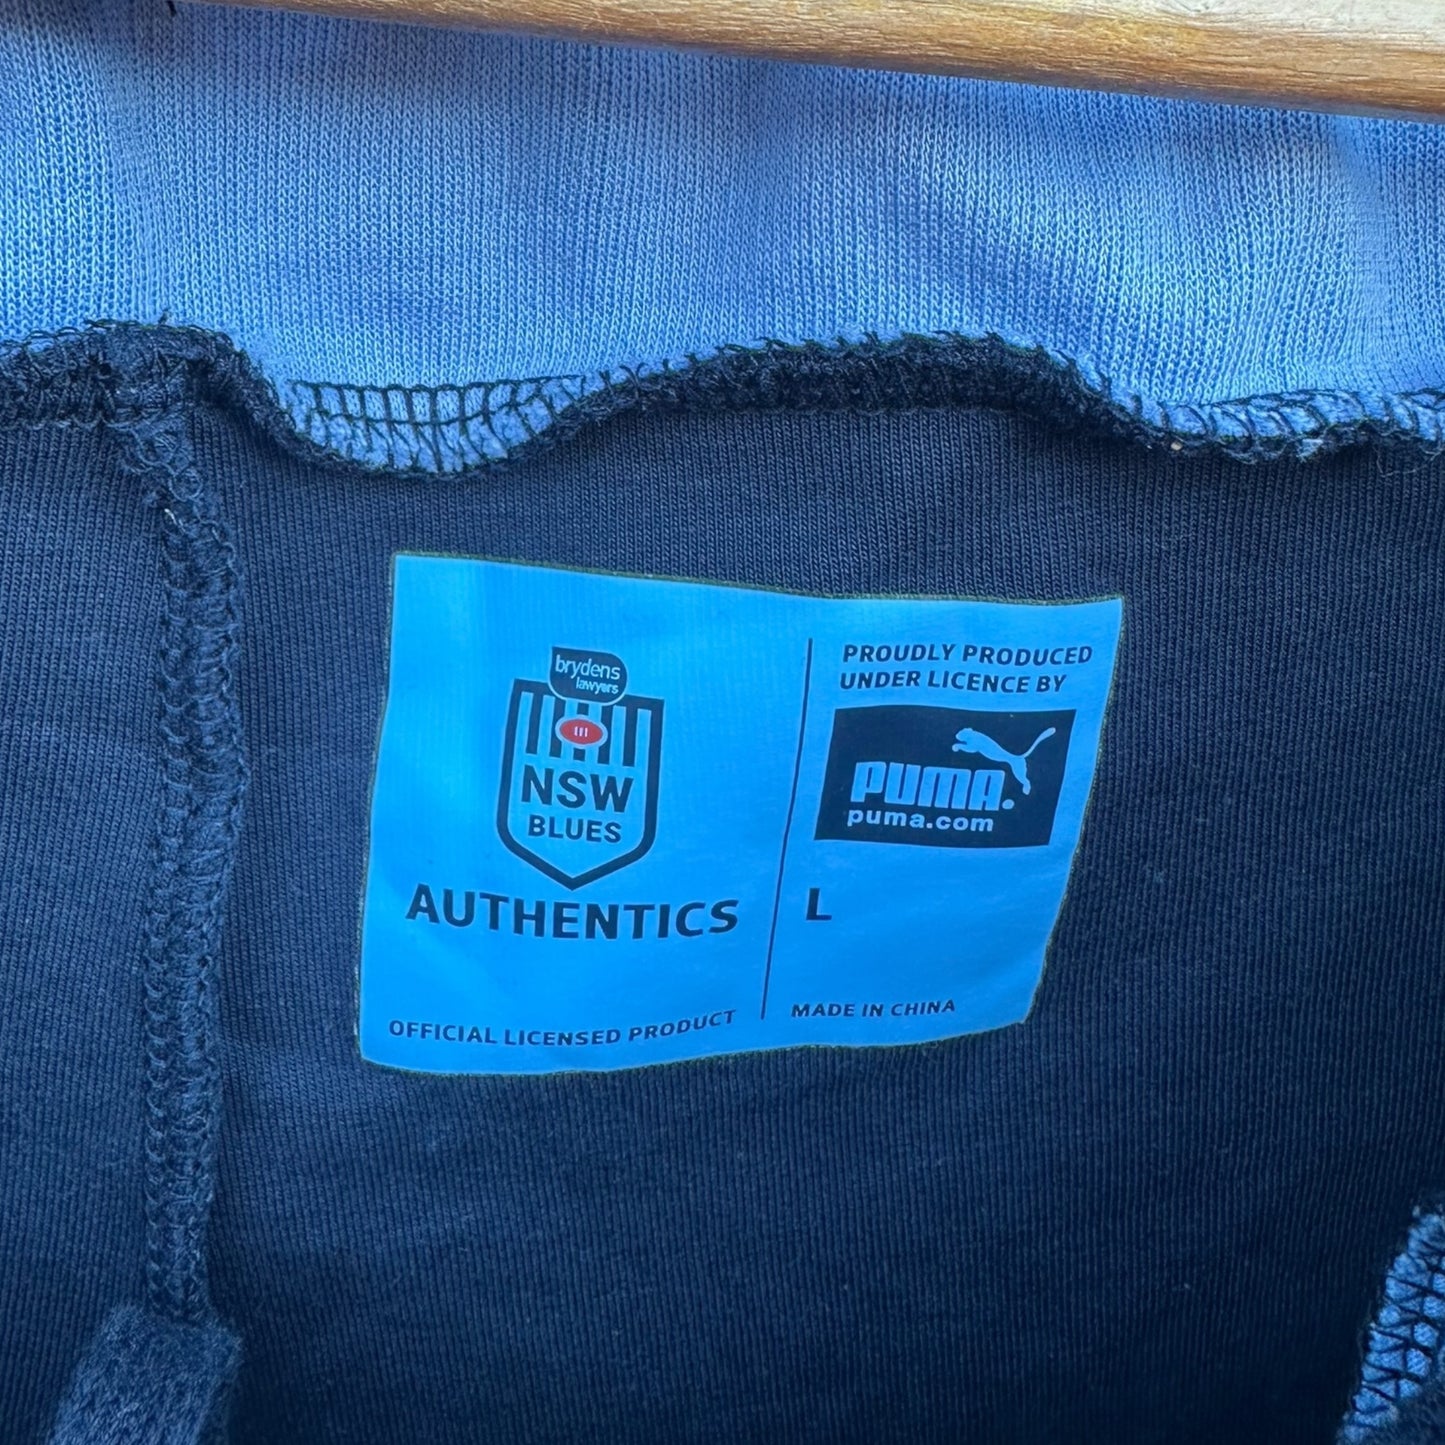 brydens
lawyers
NSW
BLUES
AUTHENTICS
OFFICIAL LICENSED PRODUCT
PROUDLY PRODUCED
UNDER LICENCE BY
PUMA
puma.com
L
MADE IN CHINA